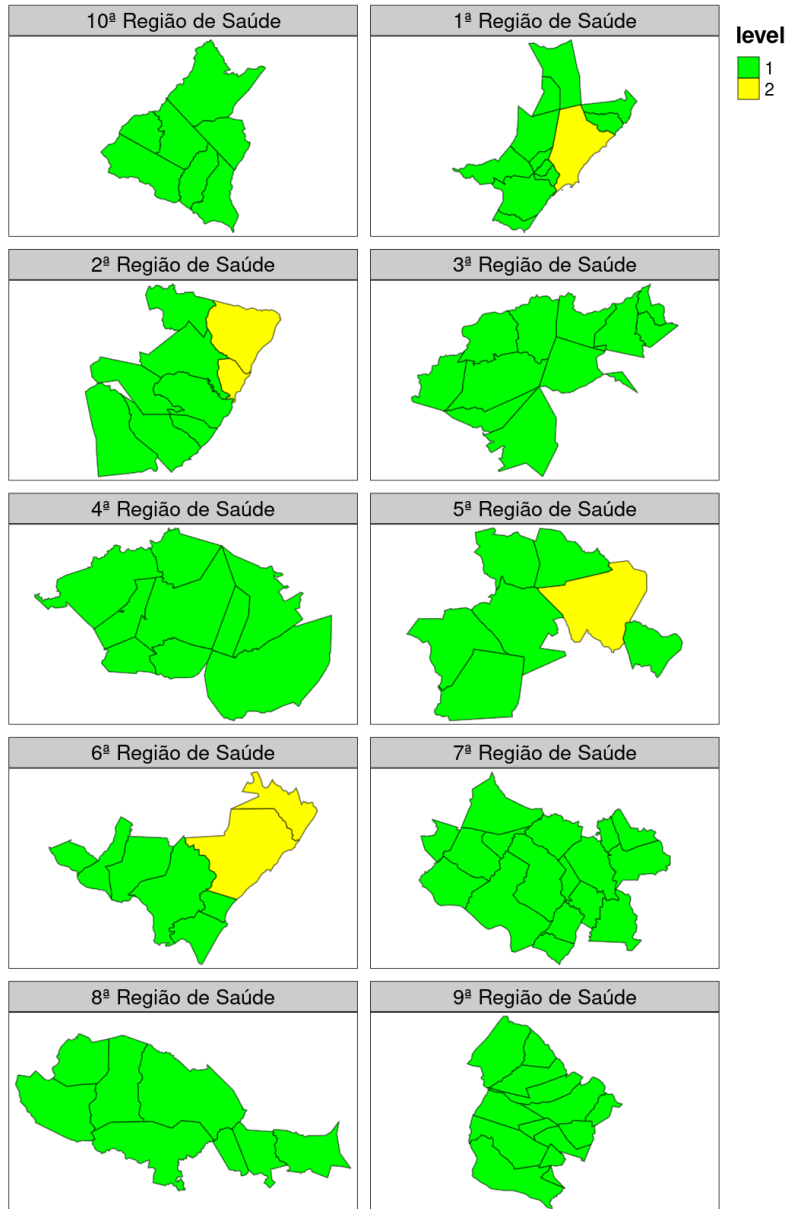 10ª Região de Saúde
1ª Região de Saúde
level
1
2
2ª Região de Saúde
3ª Região de Saúde
4ª Região de Saúde
5ª Região de Saúde
6ª Região de Saúde
7ª Região de Saúde
8ª Região de Saúde
9ª Região de Saúde